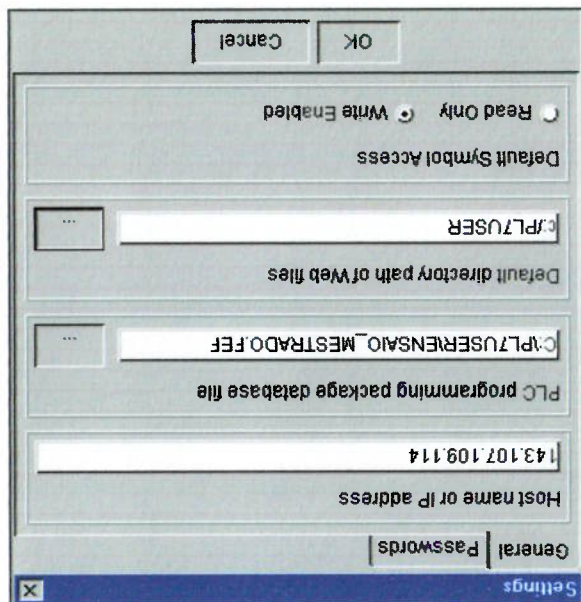 Settings
General Passwords
Host name or IP address
143.107.109.114
PLC programming package database file
C:\PL7USER\ENSAIO_MESTRADO.FEF
...
Default directory path of Web files
c:\PL7USER
...
Default Symbol Access
Read Only Write Enabled
OK Cancel